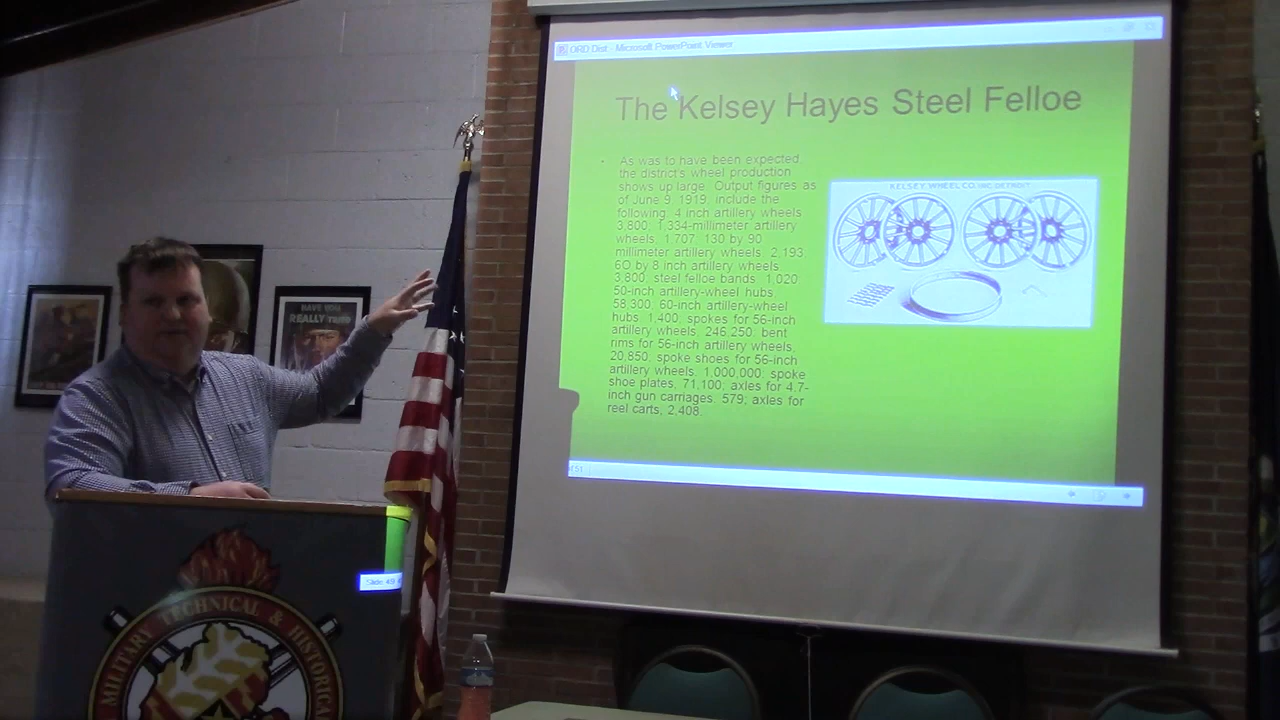 ORD Dist - Microsoft PowerPoint Viewer
The Kelsey Hayes Steel Felloe
• As was to have been expected,
the district's wheel production
shows up large. Output figures as
of June 9, 1919, include the
following. 4 inch artillery wheels
3,800; 1,334-millimeter artillery
wheels, 1,707, 130 by 90
millimeter artillery wheels. 2,193
6O by 8 inch artillery wheels
3,800, steel felloe bands. 1,020
50-inch artillery-wheel hubs,
58,300; 60-inch artillery-wheel
hubs. 1,400, spokes for 56-inch
artillery wheels, 246,250, bent
rims for 56-inch artillery wheels,
20,850, spoke shoes for 56-inch
artillery wheels. 1,000,000; spoke
shoe plates, 71,100; axles for 4.7-
inch gun carriages. 579; axles for
reel carts, 2,408.
KELSEY WHEEL CO. INC. DETROIT
of 51
HAVE YOU
REALLY TRIED
Slide 49
MILITARY TECHNICAL & HISTORICAL